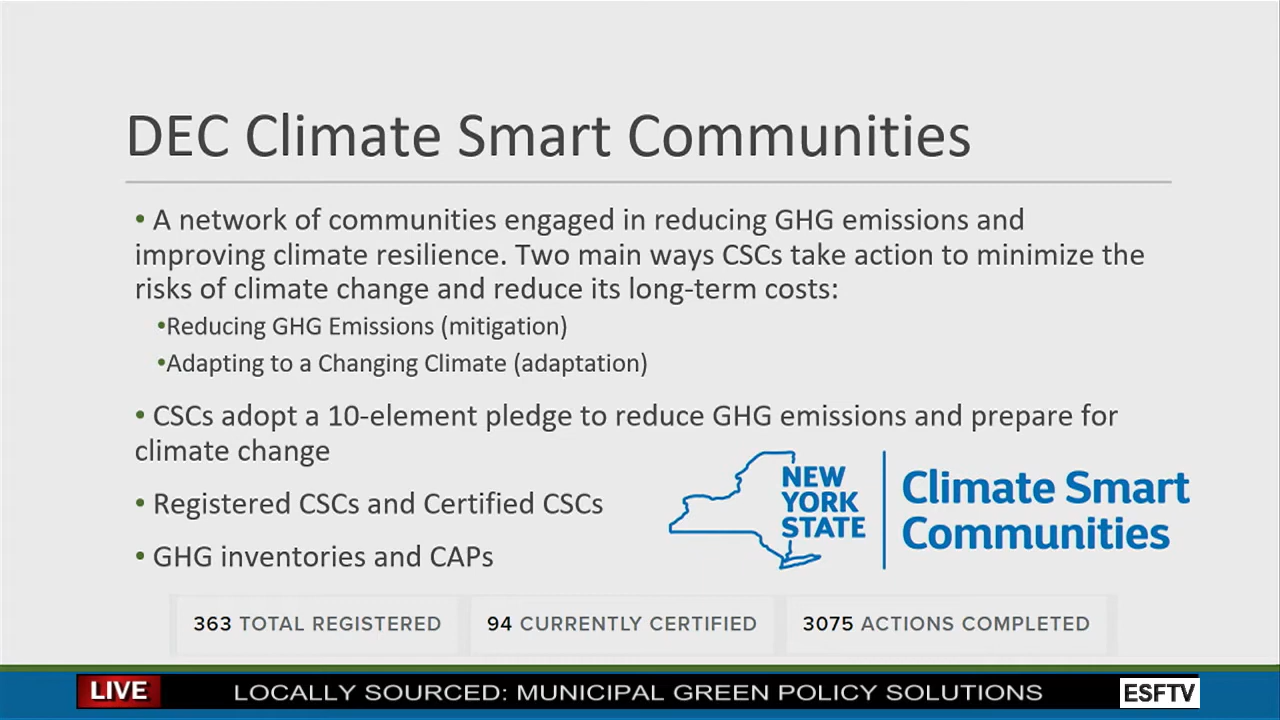 DEC Climate Smart Communities
• A network of communities engaged in reducing GHG emissions and
improving climate resilience. Two main ways CSCs take action to minimize the
risks of climate change and reduce its long-term costs:
•Reducing GHG Emissions (mitigation)
•Adapting to a Changing Climate (adaptation)
• CSCs adopt a 10-element pledge to reduce GHG emissions and prepare for
climate change
• Registered CSCs and Certified CSCs
• GHG inventories and CAPs
NEW
YORK
STATE
Climate Smart
Communities
363 TOTAL REGISTERED
94 CURRENTLY CERTIFIED
3075 ACTIONS COMPLETED
LIVE
LOCALLY SOURCED: MUNICIPAL GREEN POLICY SOLUTIONS
ESFTV